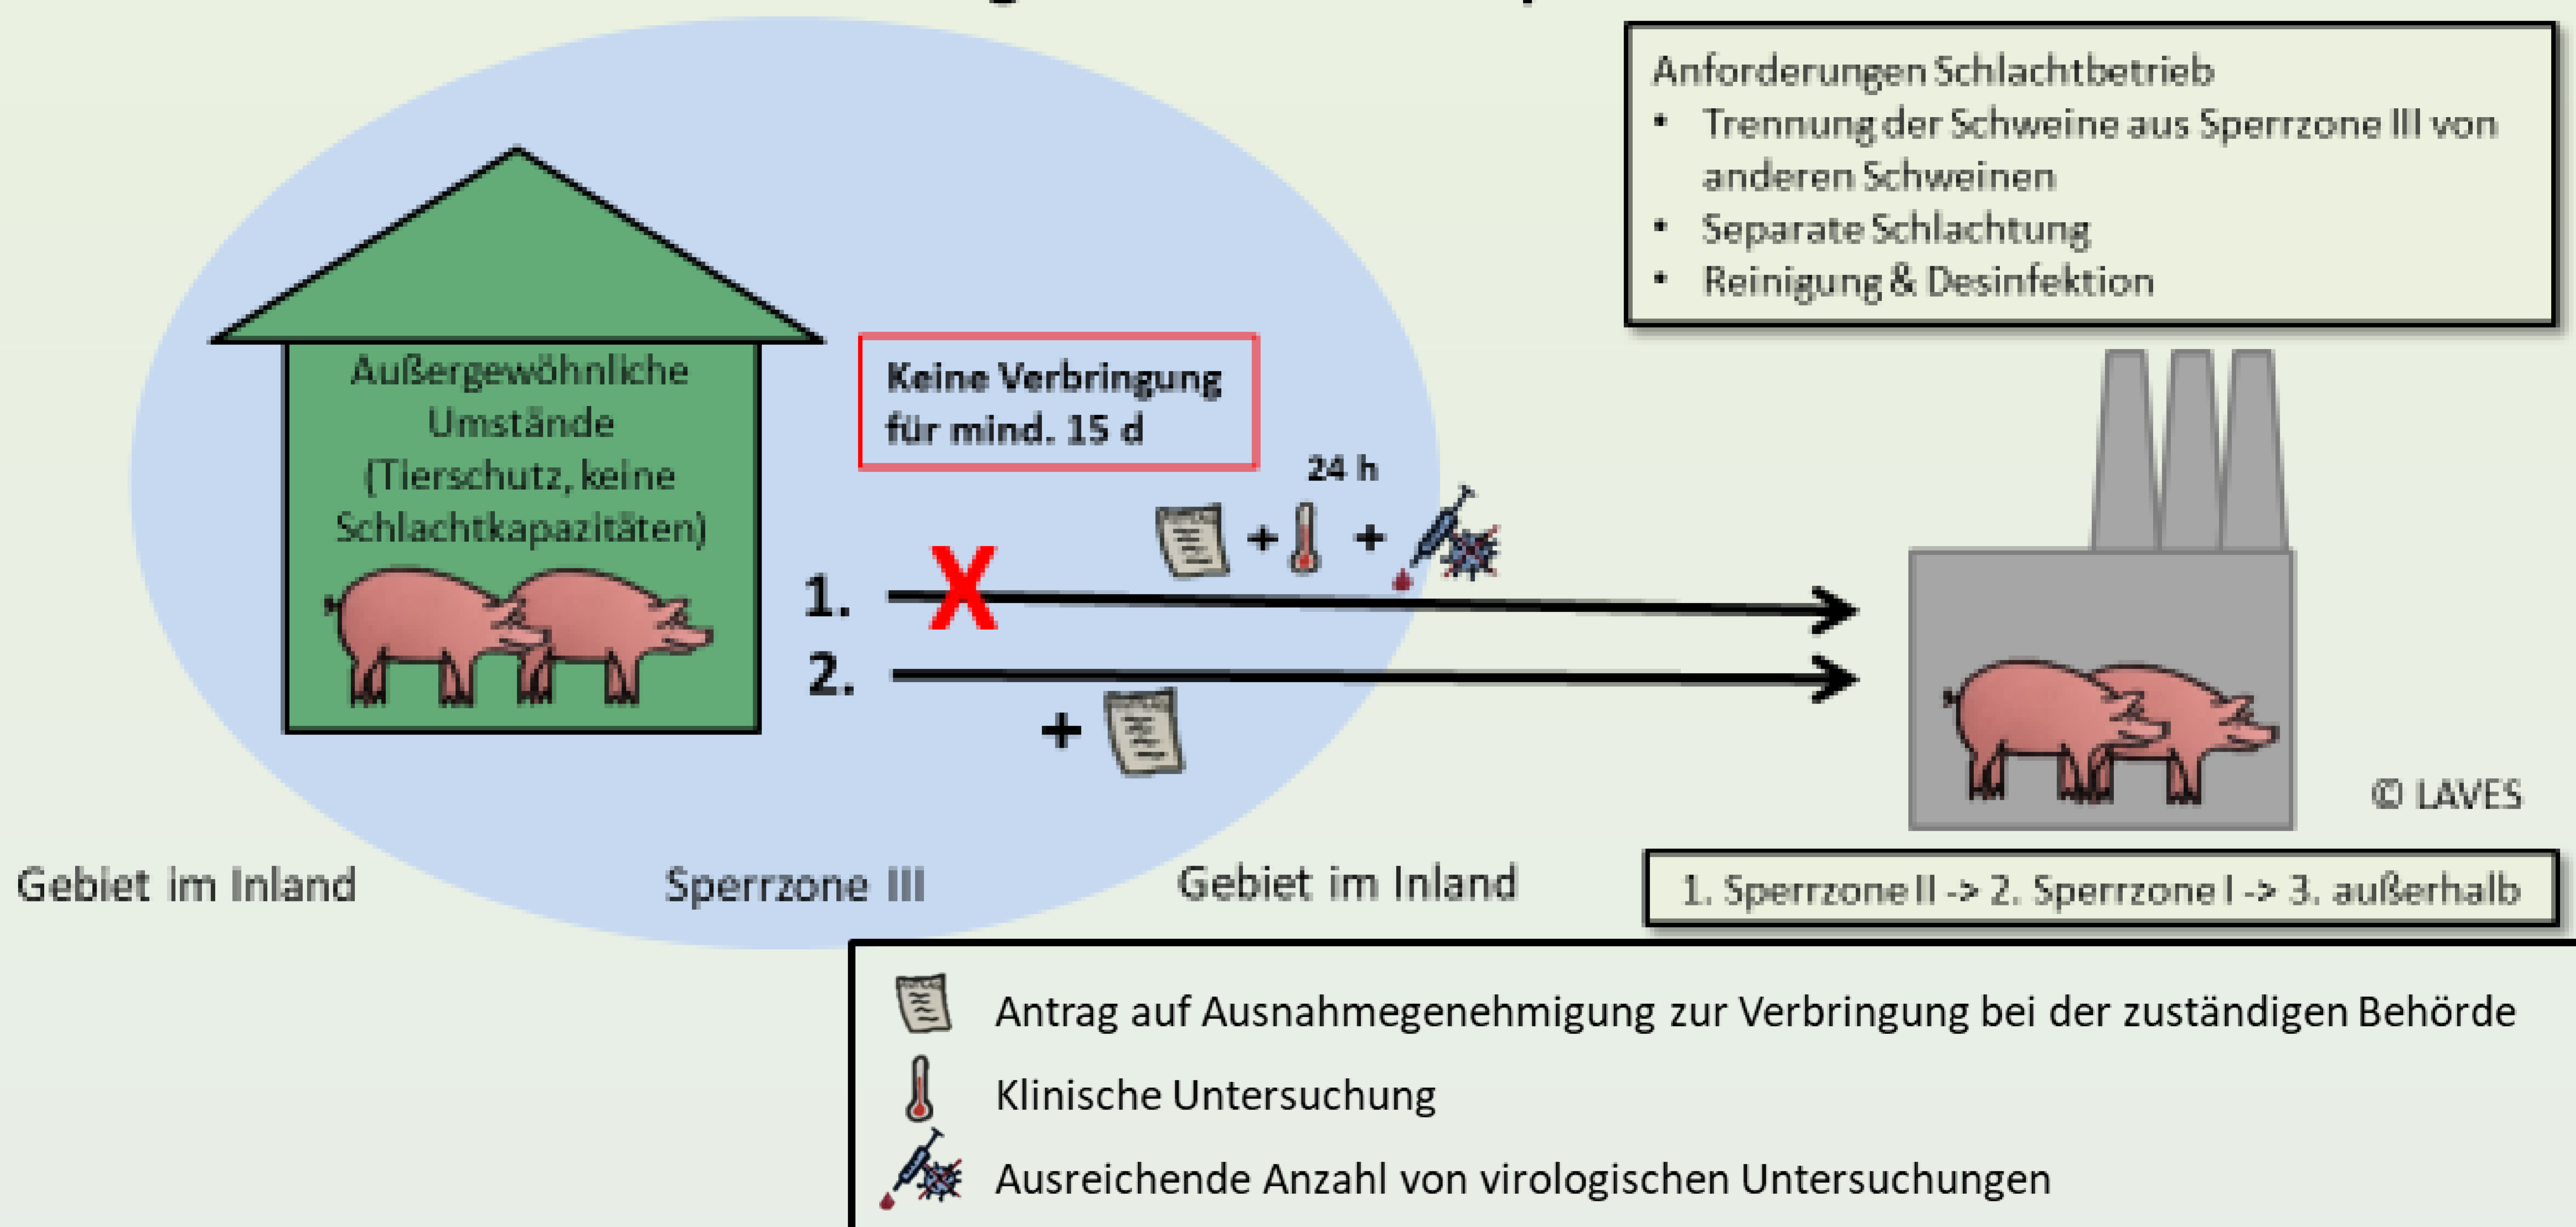 Anforderungen Schlachtbetrieb
• Trennung der Schweine aus Sperrzone III von
anderen Schweinen
• Separate Schlachtung
• Reinigung & Desinfektion
Außergewöhnliche
Umstände
(Tierschutz, keine
Schlachtkapazitäten)
Keine Verbringung
für mind. 15 d
24 h
+ +
X
1.
2.
+
© LAVES
Gebiet im Inland
Sperrzone III
Gebiet im Inland
1. Sperrzone II -> 2. Sperrzone I -> 3. außerhalb
Antrag auf Ausnahmegenehmigung zur Verbringung bei der zuständigen Behörde
Klinische Untersuchung
Ausreichende Anzahl von virologischen Untersuchungen